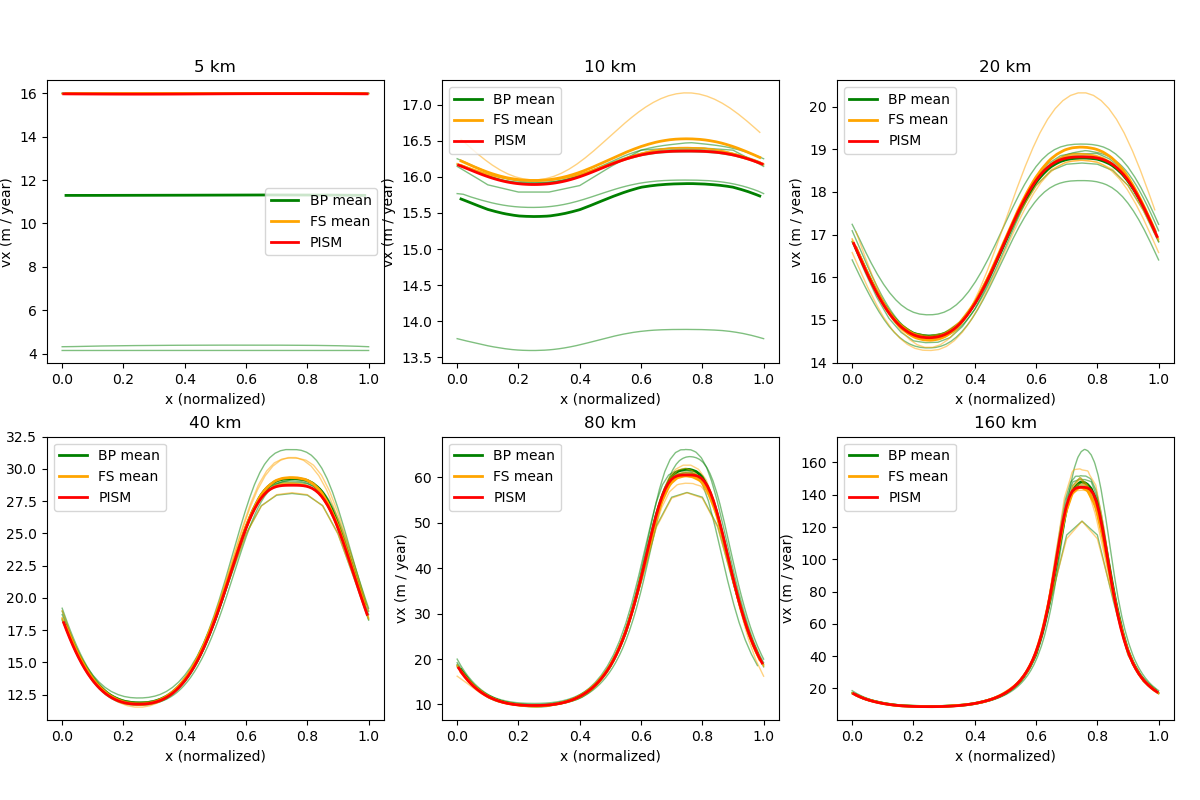 5 km
vx (m / year)
16
14
12
10
8
6
4
BP mean
FS mean
PISM
0.0 0.2 0.4 0.6 0.8 1.0
x (normalized)
10 km
vx (m / year)
17.0
16.5
16.0
15.5
15.0
14.5
14.0
13.5
BP mean
FS mean
PISM
0.0 0.2 0.4 0.6 0.8 1.0
x (normalized)
20 km
vx (m / year)
20
19
18
17
16
15
14
BP mean
FS mean
PISM
0.0 0.2 0.4 0.6 0.8 1.0
x (normalized)
40 km
32.5
30.0
27.5
25.0
22.5
20.0
17.5
15.0
12.5
BP mean
FS mean
PISM
0.0 0.2 0.4 0.6 0.8 1.0
x (normalized)
80 km
vx (m / year)
60
50
40
30
20
10
BP mean
FS mean
PISM
0.0 0.2 0.4 0.6 0.8 1.0
x (normalized)
160 km
vx (m / year)
160
140
120
100
80
60
40
20
BP mean
FS mean
PISM
0.0 0.2 0.4 0.6 0.8 1.0
x (normalized)